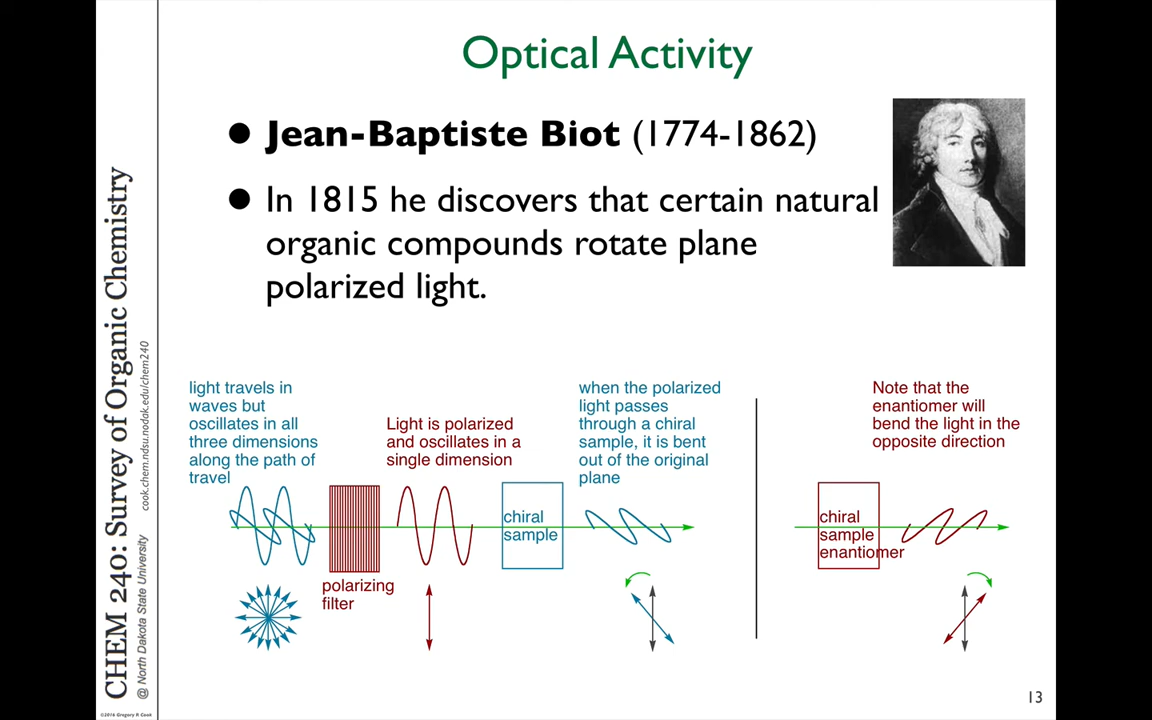 Optical Activity
● Jean-Baptiste Biot (1774-1862)
● In 1815 he discovers that certain natural
organic compounds rotate plane
polarized light.
light travels in
waves but
oscillates in all
three dimensions
along the path of
travel
Light is polarized
and oscillates in a
single dimension
when the polarized
light passes
through a chiral
sample, it is bent
out of the original
plane
Note that the
enantiomer will
bend the light in the
opposite direction
polarizing
filter
chiral
sample
chiral
sample
enantiomer
CHEM 240: Survey of Organic Chemistry
@ North Dakota State University
cook.chem.ndsu.nodak.edu/chem240
©2016 Gregory R Cook
13